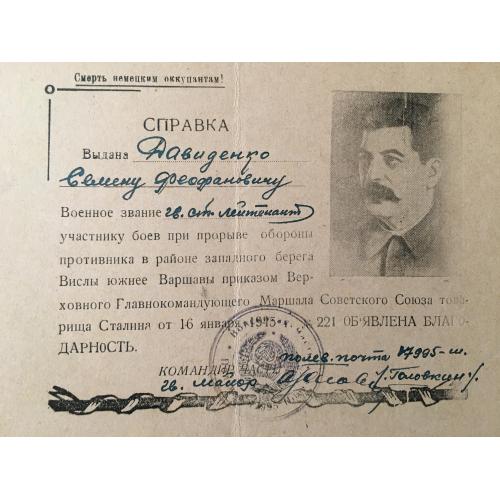 Смерть немецким оккупантам!
СПРАВКА
Выдана Давиденко
Семену Феофановичу
Военное звание гв. ст. лейтенант
участнику боев при прорыве обороны
противника в районе западного берега
Вислы южнее Варшавы приказом Вер-
ховного Главнокомандующего Маршала Советского Союза това-
рища Сталина от 16 января 1945 221 ОБ'ЯВЛЕНА БЛАГО-
ДАРНОСТЬ.
полев. почта 17995-ш.
КОМАНДИР ЧАСТИ
гв. майор /Головкин/.